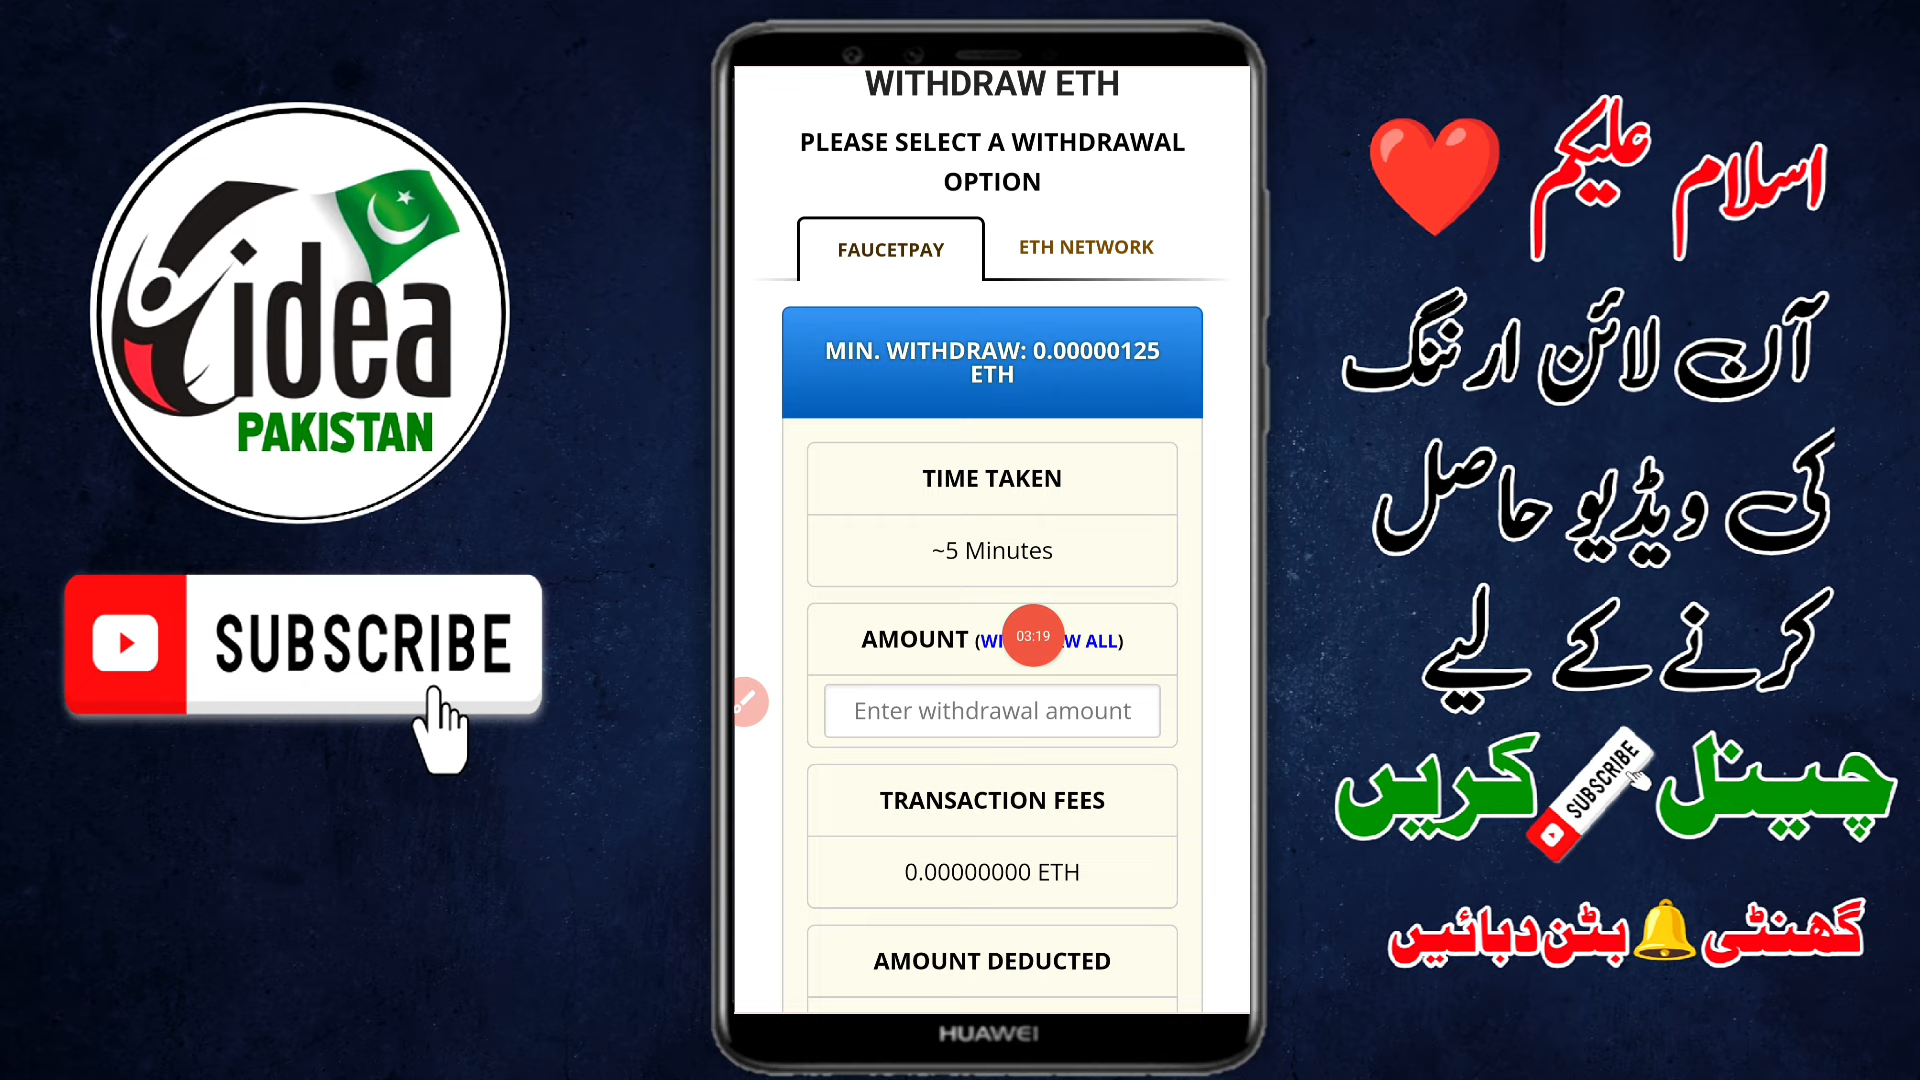 idea
PAKISTAN
SUBSCRIBE
WITHDRAW ETH
PLEASE SELECT A WITHDRAWAL
OPTION
FAUCETPAY
ETH NETWORK
MIN. WITHDRAW: 0.00000125
ETH
TIME TAKEN
~5 Minutes
AMOUNT (WI W ALL)
03:19
Enter withdrawal amount
TRANSACTION FEES
0.00000000 ETH
AMOUNT DEDUCTED
HUAWEI
اسلام علیکم ❤️
آن لائن ارننگ
کی ویڈیو حاصل
کرنے کے لیے
چینل SUBSCRIBE کریں
گھنٹی 🔔 بٹن دبائیں